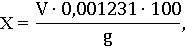 X = V · 0,001231 · 100 / g,